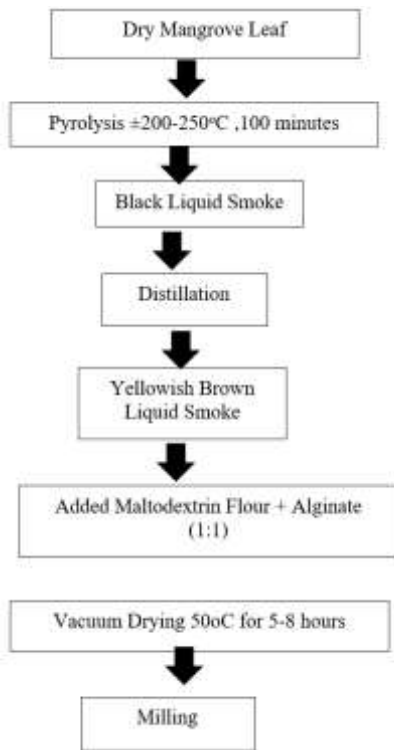 Dry Mangrove Leaf
Pyrolysis ±200-250°C ,100 minutes
Black Liquid Smoke
Distillation
Yellowish Brown
Liquid Smoke
Added Maltodextrin Flour + Alginate
(1:1)
Vacuum Drying 50oC for 5-8 hours
Milling